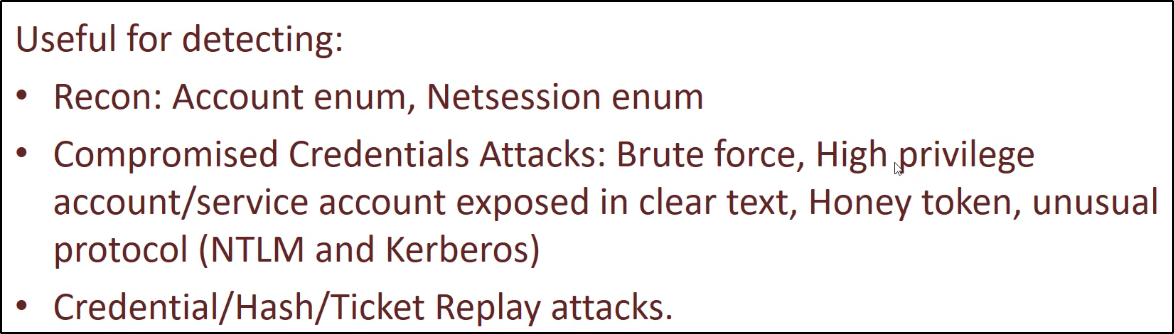 Useful for detecting:
• Recon: Account enum, Netsession enum
• Compromised Credentials Attacks: Brute force, High privilege
account/service account exposed in clear text, Honey token, unusual
protocol (NTLM and Kerberos)
• Credential/Hash/Ticket Replay attacks.